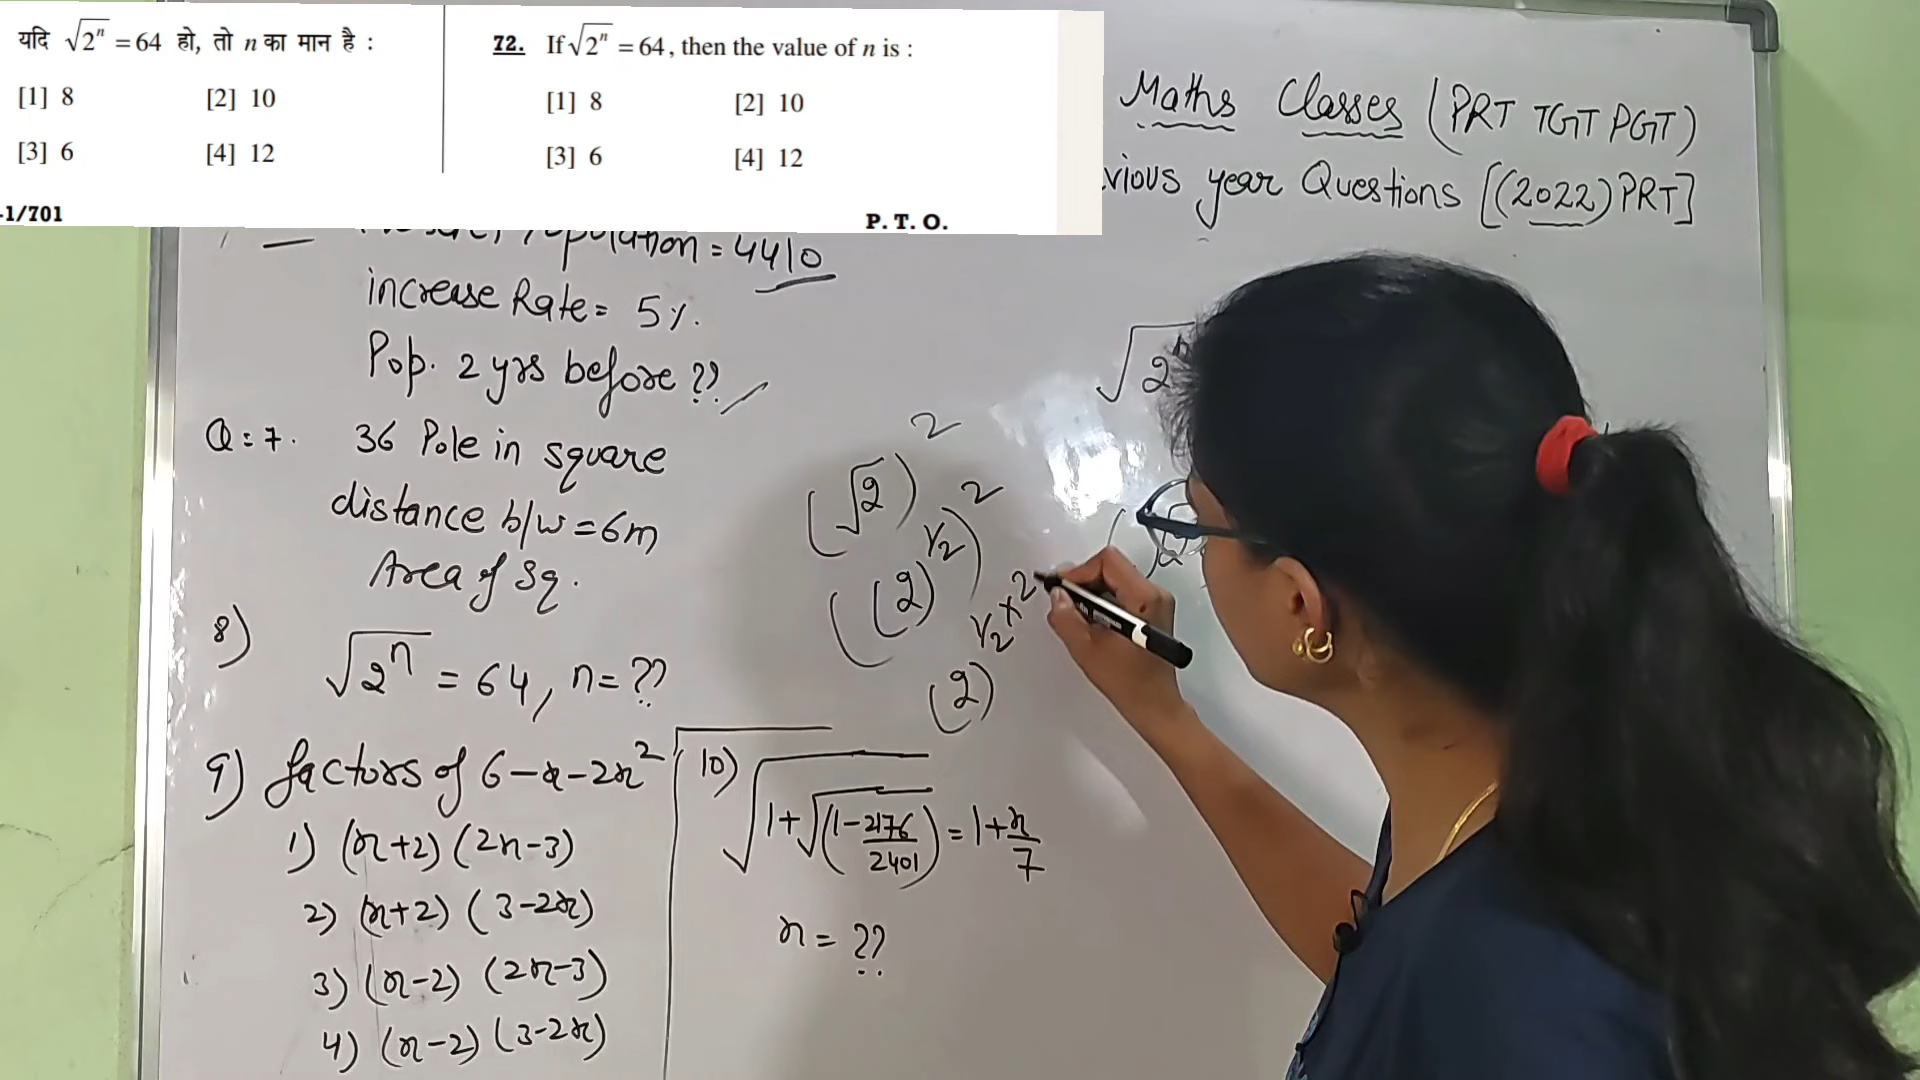 यदि √2ⁿ = 64 हो, तो n का मान है :
[1] 8 [2] 10
[3] 6 [4] 12
-1/701
72. If √2ⁿ = 64, then the value of n is :
[1] 8 [2] 10
[3] 6 [4] 12
P. T. O.
Maths Classes (PRT TGT PGT)
vious year Questions [(2022) PRT]
Population = 4410
increase Rate = 5%.
Pop. 2 yrs before ??
Q = 7. 36 Pole in square
distance b/w = 6m
Area of Sq.
8) √2ⁿ = 64, n = ??
9) factors of 6-x-2x²
1) (x+2) (2x-3)
2) (x+2) (3-2x)
3) (x-2) (2x-3)
4) (x-2) (3-2x)
10) √(1+√(1-2176/2401)) = 1+x/7
x = ??
(√2)²
((2)^½)²
(2)^½×²
√2ⁿ